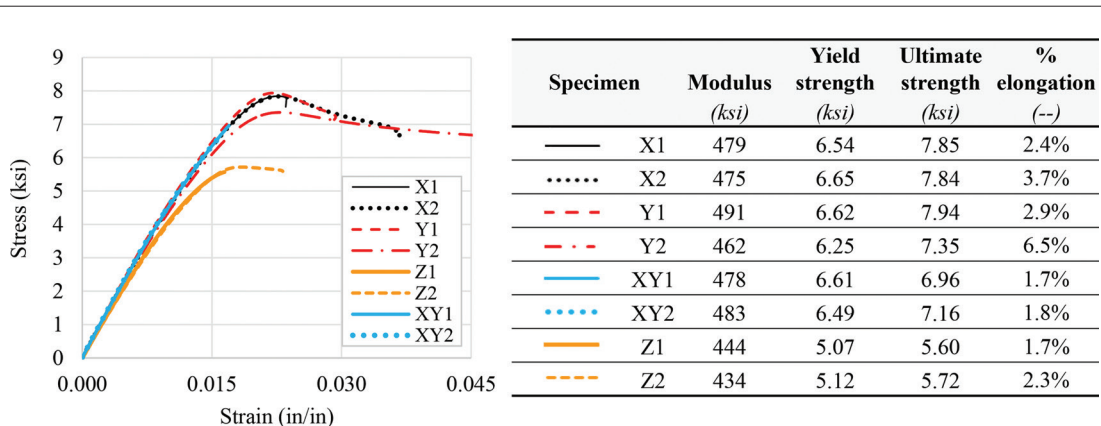 9
8
7
6
5
4
3
2
1
0
Stress (ksi)
0.000 0.015 0.030 0.045
Strain (in/in)
X1
X2
Y1
Y2
Z1
Z2
XY1
XY2
Specimen Modulus Yield strength Ultimate strength % elongation
(ksi) (ksi) (ksi) (--)
X1 479 6.54 7.85 2.4%
X2 475 6.65 7.84 3.7%
Y1 491 6.62 7.94 2.9%
Y2 462 6.25 7.35 6.5%
XY1 478 6.61 6.96 1.7%
XY2 483 6.49 7.16 1.8%
Z1 444 5.07 5.60 1.7%
Z2 434 5.12 5.72 2.3%